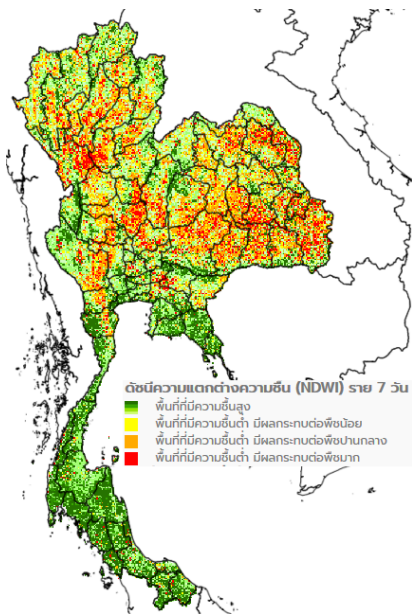 ดัชนีความแตกต่างความชื้น (NDWI) ราย 7 วัน
พื้นที่ที่มีความชื้นสูง
พื้นที่ที่มีความชื้นต่ำ มีผลกระทบต่อพืชน้อย
พื้นที่ที่มีความชื้นต่ำ มีผลกระทบต่อพืชปานกลาง
พื้นที่ที่มีความชื้นต่ำ มีผลกระทบต่อพืชมาก